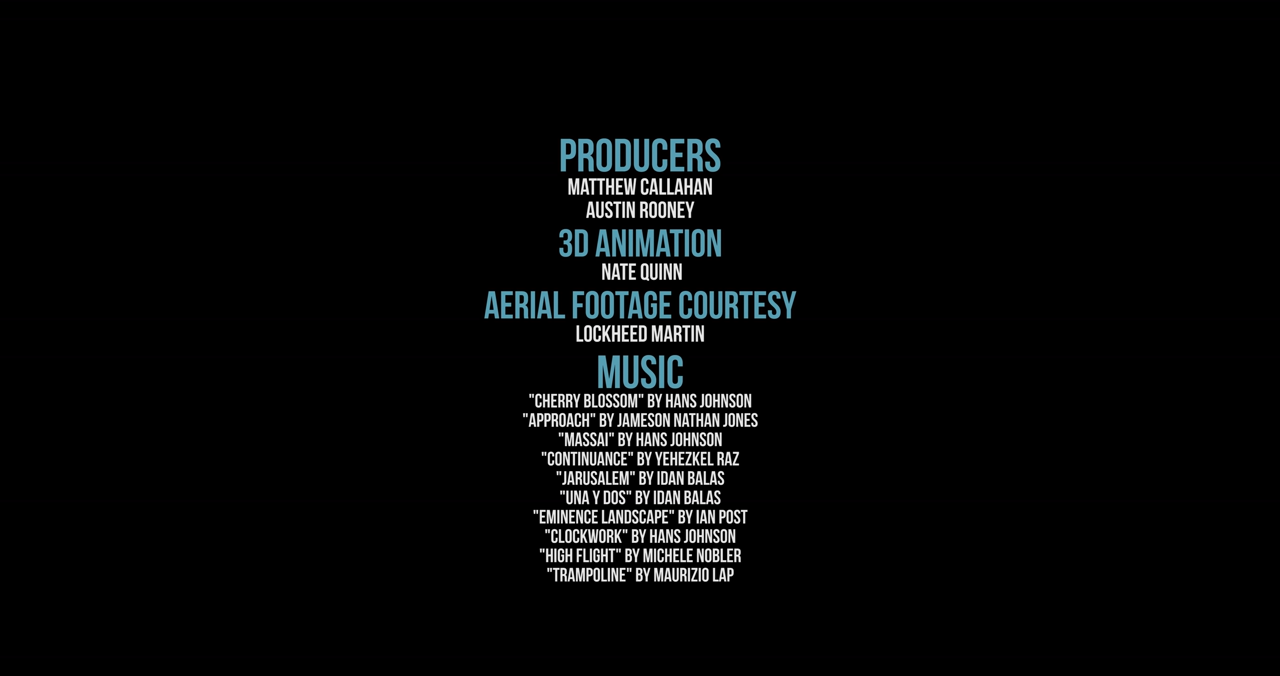 PRODUCERS
MATTHEW CALLAHAN
AUSTIN ROONEY
3D ANIMATION
NATE QUINN
AERIAL FOOTAGE COURTESY
LOCKHEED MARTIN
MUSIC
"CHERRY BLOSSOM" BY HANS JOHNSON
"APPROACH" BY JAMESON NATHAN JONES
"MASSAI" BY HANS JOHNSON
"CONTINUANCE" BY YEHEZKEL RAZ
"JARUSALEM" BY IDAN BALAS
"UNA Y DOS" BY IDAN BALAS
"EMINENCE LANDSCAPE" BY IAN POST
"CLOCKWORK" BY HANS JOHNSON
"HIGH FLIGHT" BY MICHELE NOBLER
"TRAMPOLINE" BY MAURIZIO LAP